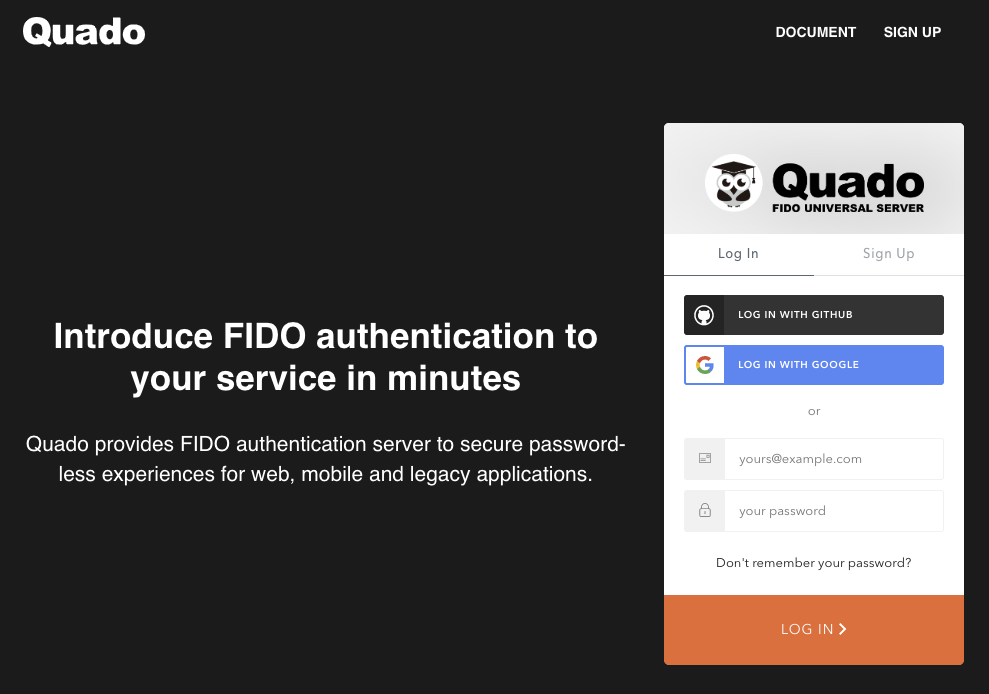 Quado
DOCUMENT
SIGN UP
Introduce FIDO authentication to
your service in minutes
Quado provides FIDO authentication server to secure password-
less experiences for web, mobile and legacy applications.
Quado
FIDO UNIVERSAL SERVER
Log In
Sign Up
LOG IN WITH GITHUB
LOG IN WITH GOOGLE
or
yours@example.com
your password
Don't remember your password?
LOG IN